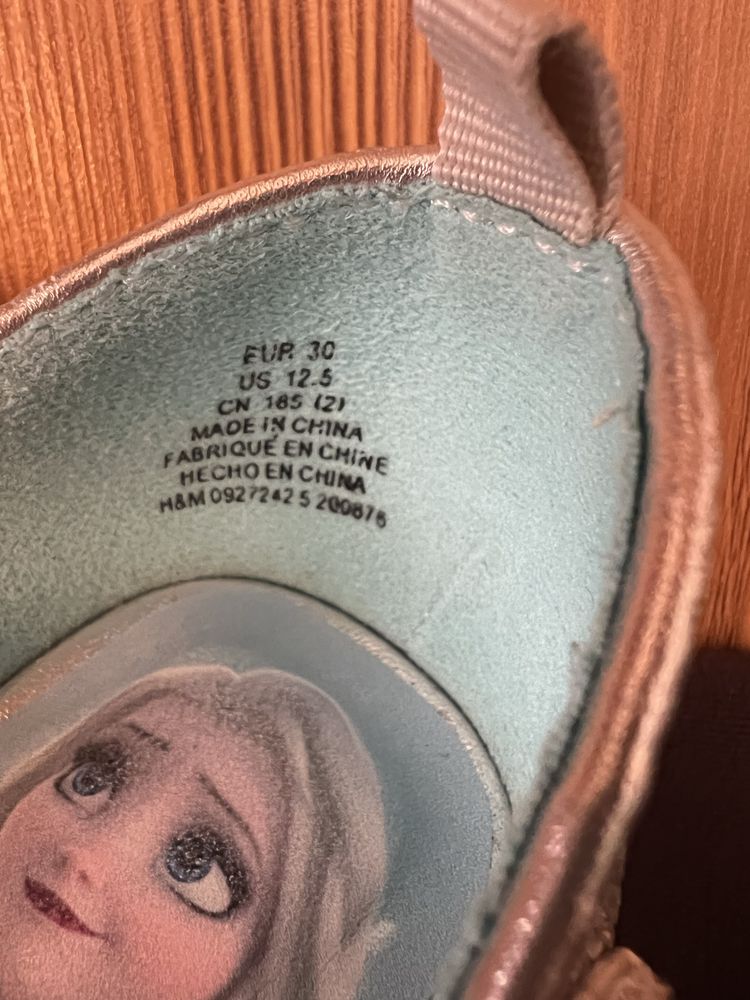 EUR 30
US 12.5
CN 185 (2)
MADE IN CHINA
FABRIQUÉ EN CHINE
HECHO EN CHINA
H&M 0927242 5 200876